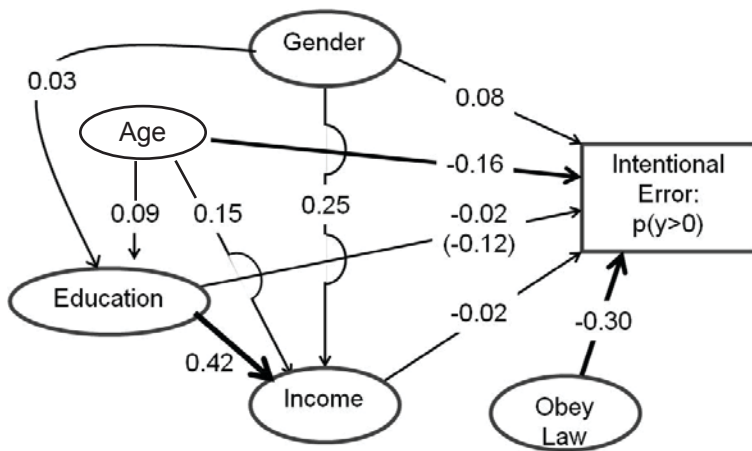 Gender
0.03
0.08
Age
-0.16
Intentional
Error:
p(y>0)
0.09
0.15
0.25
-0.02
(-0.12)
Education
-0.02
-0.30
0.42
Income
Obey
Law